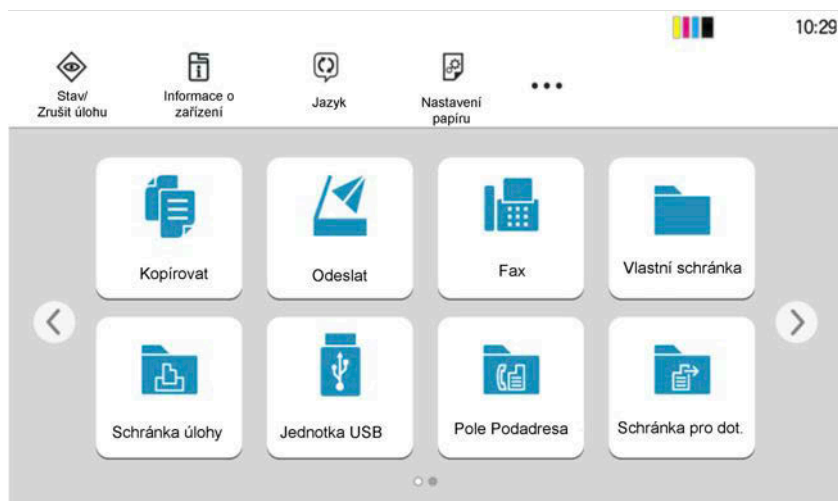 10:29
Stav/
Zrušit úlohu
Informace o
zařízení
Jazyk
Nastavení
papíru
Kopírovat
Odeslat
Fax
Vlastní schránka
Schránka úlohy
Jednotka USB
Pole Podadresa
Schránka pro dot.